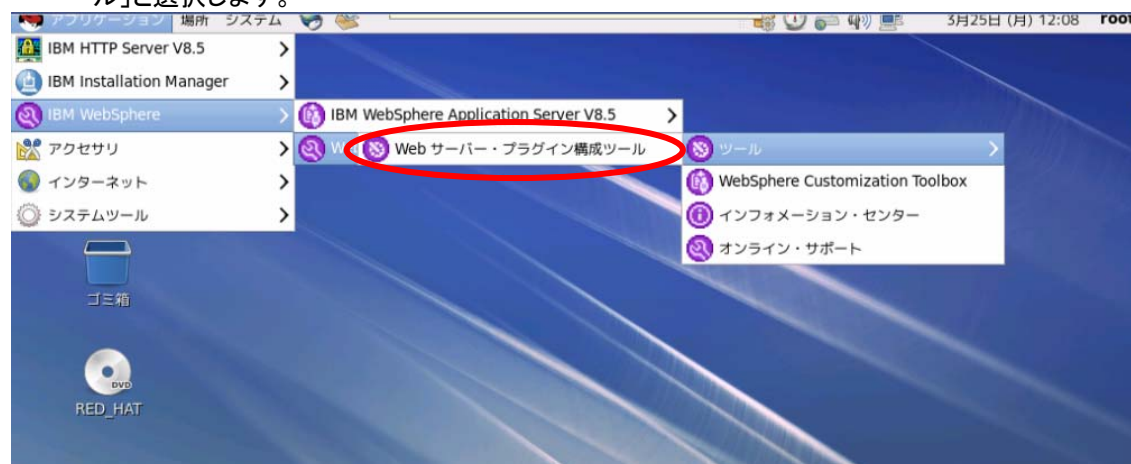 ル」と選択します。
アプリケーション 場所 システム 3月25日 (月) 12:08 root
IBM HTTP Server V8.5
IBM Installation Manager
IBM WebSphere
アクセサリ
インターネット
システムツール
IBM WebSphere Application Server V8.5
Web サーバー・プラグイン構成ツール
ツール
WebSphere Customization Toolbox
インフォメーション・センター
オンライン・サポート
ゴミ箱
DVD
RED_HAT